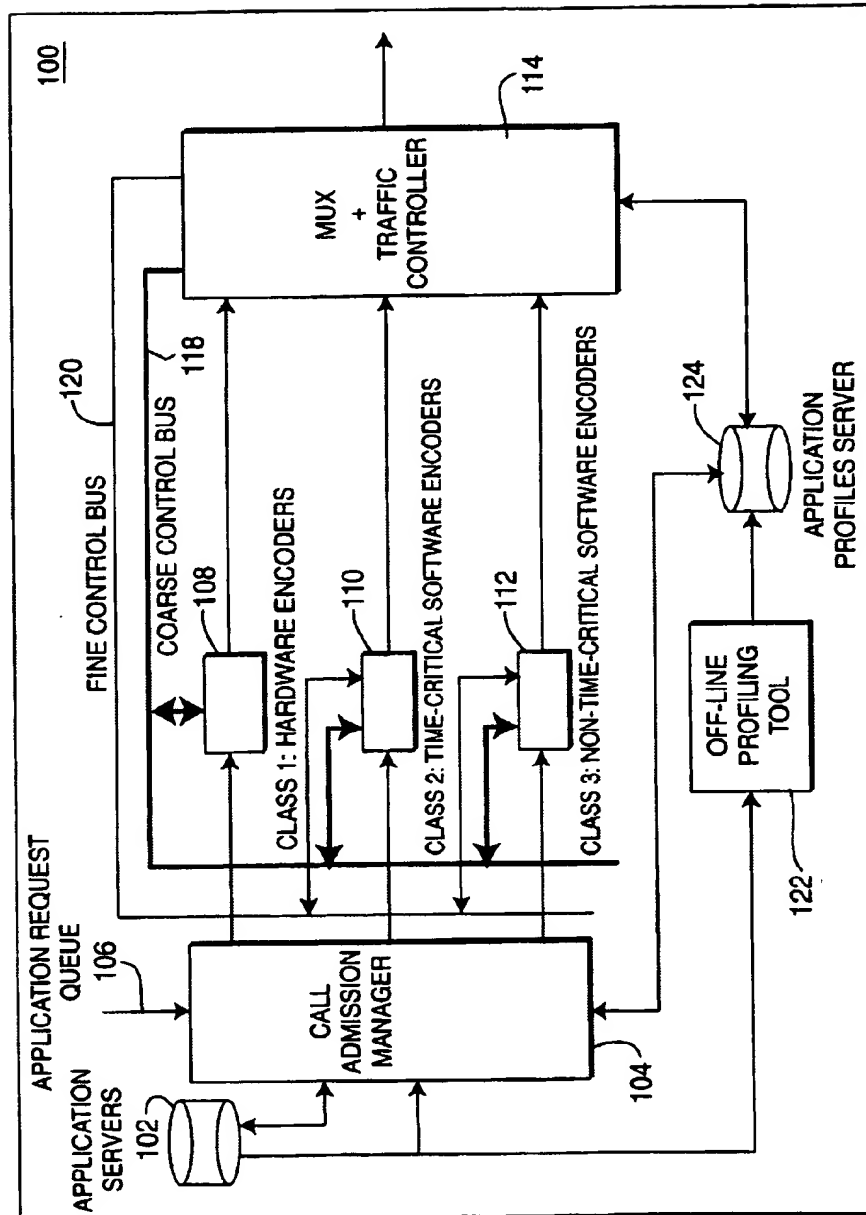 100
APPLICATION REQUEST
QUEUE
106
APPLICATION
SERVERS
102
CALL
ADMISSION
MANAGER
104
FINE CONTROL BUS
120
COARSE CONTROL BUS
118
108
CLASS 1: HARDWARE ENCODERS
110
CLASS 2: TIME-CRITICAL SOFTWARE ENCODERS
112
CLASS 3: NON-TIME-CRITICAL SOFTWARE ENCODERS
MUX
+
TRAFFIC
CONTROLLER
114
OFF-LINE
PROFILING
TOOL
122
124
APPLICATION
PROFILES SERVER